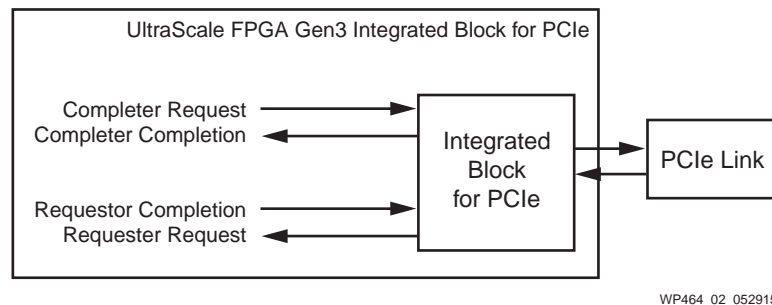 UltraScale FPGA Gen3 Integrated Block for PCIe
Completer Request
Completer Completion
Integrated
Block
for PCIe
PCIe Link
Requestor Completion
Requester Request
WP464_02_052915